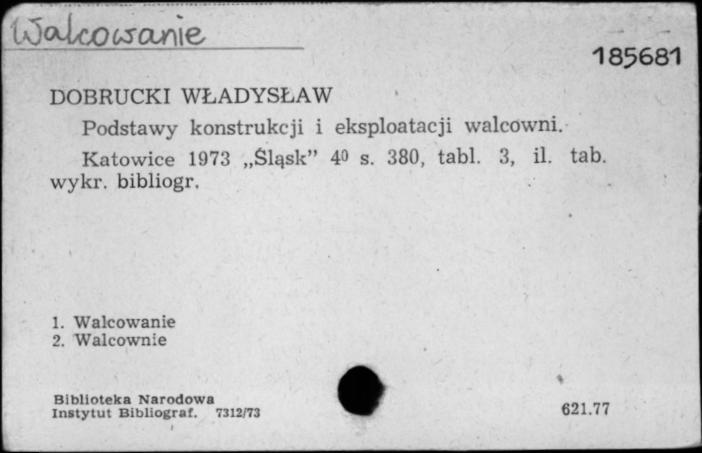 Walcowanie
185681
DOBRUCKI WŁADYSŁAW
Podstawy konstrukcji i eksploatacji walcowni.
Katowice 1973 „Śląsk” 4⁰ s. 380, tabl. 3, il. tab.
wykr. bibliogr.
1. Walcowanie
2. Walcownie
Biblioteka Narodowa
Instytut Bibliograf. 7312/73
621.77